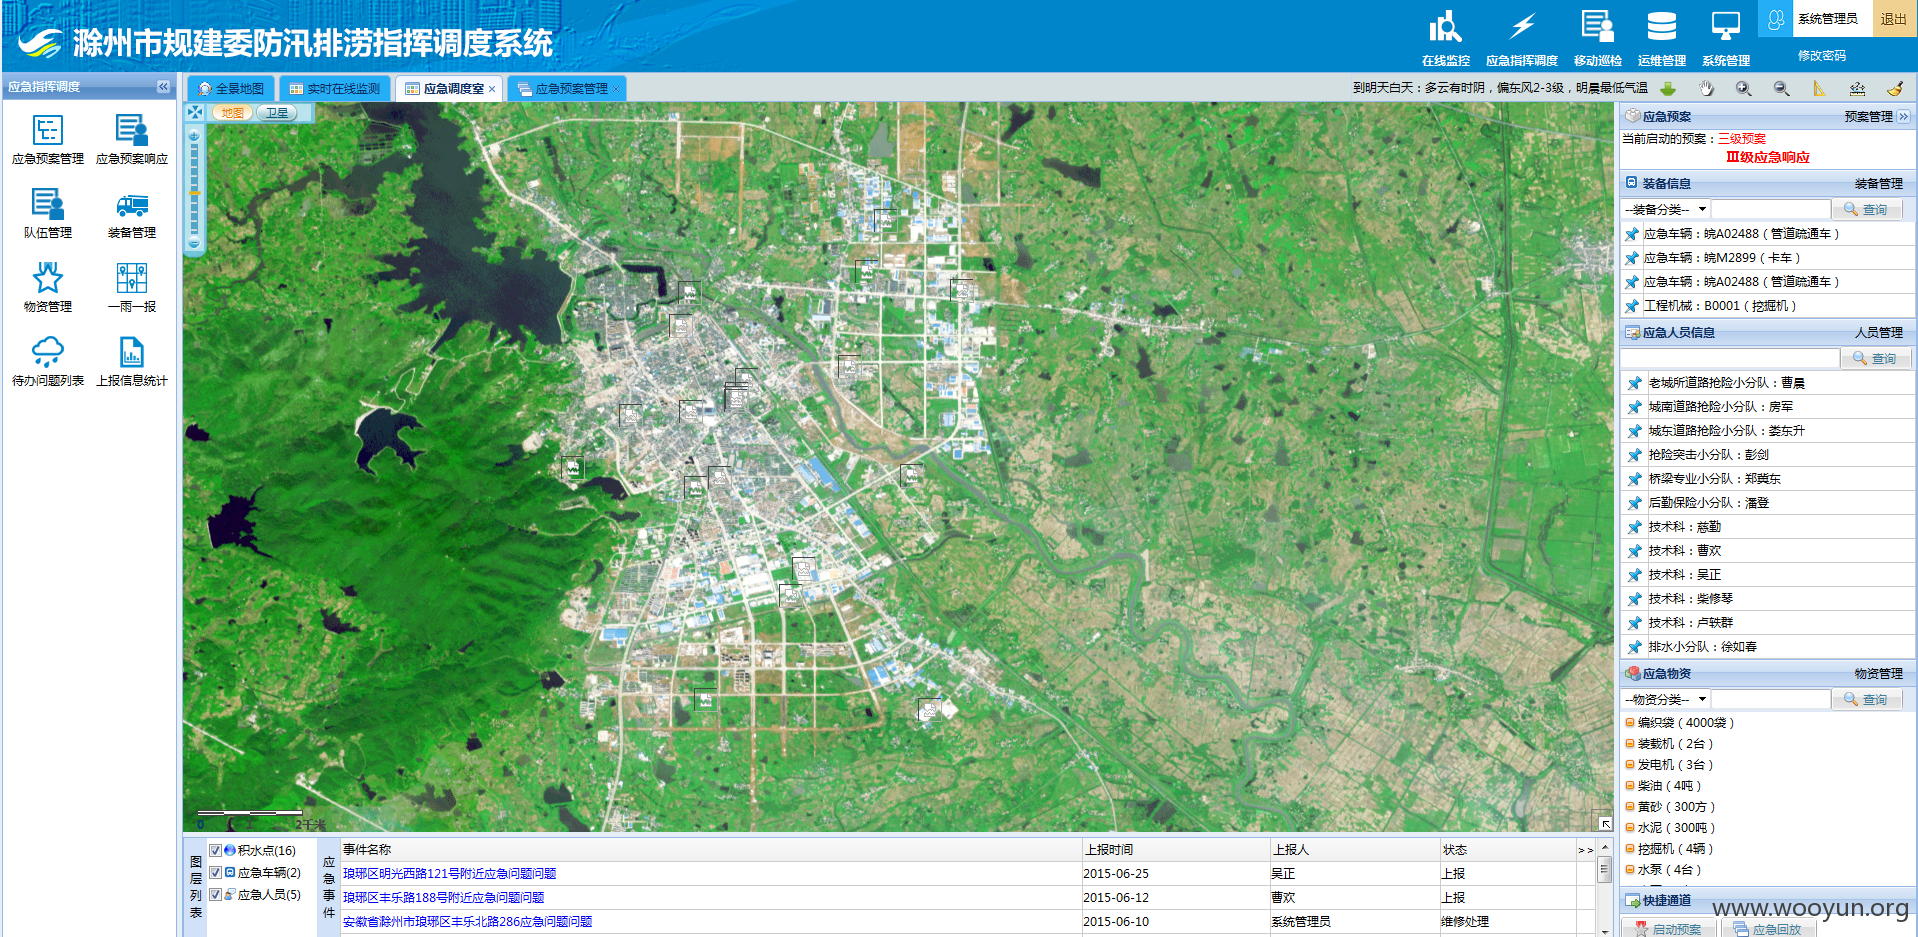 滁州市规建委防汛排涝指挥调度系统
在线监控 应急指挥调度 移动巡检 运维管理 系统管理
系统管理员 退出
修改密码
应急指挥调度
全景地图 实时在线监测 应急调度室 × 应急预案管理 ×
到明天白天：多云有时阴，偏东风2-3级，明晨最低气温
地图 卫星
应急预案管理 应急预案响应
队伍管理 装备管理
物资管理 一雨一报
待办问题列表 上报信息统计
应急预案 预案管理
当前启动的预案：三级预案
Ⅲ级应急响应
装备信息 装备管理
--装备分类-- 查询
应急车辆：皖A02488（管道疏通车）
应急车辆：皖M2899（卡车）
应急车辆：皖A02488（管道疏通车）
工程机械：B0001（挖掘机）
应急人员信息 人员管理
查询
老城所道路抢险小分队：曹晨
城南道路抢险小分队：房军
城东道路抢险小分队：娄东升
抢险突击小分队：彭剑
桥梁专业小分队：郑冀东
后勤保险小分队：潘登
技术科：慈勤
技术科：曹欢
技术科：吴正
技术科：柴修琴
技术科：卢轶群
排水小分队：徐如春
应急物资 物资管理
--物资分类-- 查询
编织袋（4000袋）
装载机（2台）
发电机（3台）
柴油（4吨）
黄砂（300方）
水泥（300吨）
挖掘机（4辆）
水泵（4台）
快捷通道
启动预案 应急回放
0 1 2千米
图层列表
积水点(16)
应急车辆(2)
应急人员(5)
应急事件
事件名称 上报时间 上报人 状态 >>
琅琊区明光西路121号附近应急问题问题 2015-06-25 吴正 上报
琅琊区丰乐路188号附近应急问题 2015-06-12 曹欢 上报
安徽省滁州市琅琊区丰乐北路286应急问题问题 2015-06-10 系统管理员 维修处理
www.wooyun.org